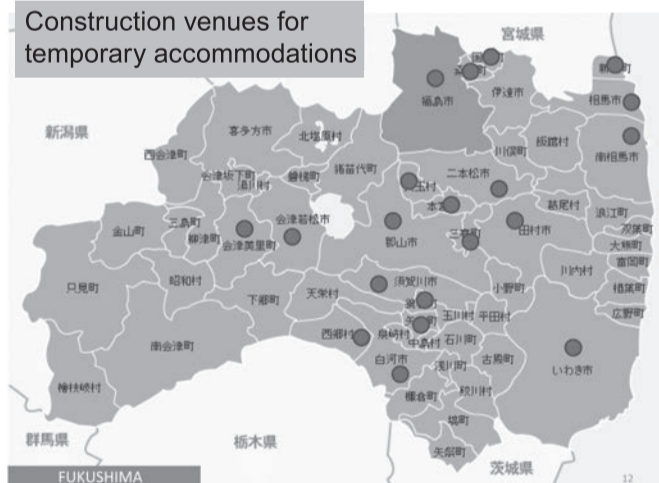 Construction venues for
temporary accommodations
宮城県
新潟県
福島市
伊達市
相馬市
南相馬市
喜多方市
北塩原村
西会津町
会津坂下町
湯川村
磐梯町
猪苗代町
二本松市
川俣町
飯舘村
葛尾村
浪江町
双葉町
大熊町
富岡町
楢葉町
広野町
金山町
三島町
柳津町
会津美里町
会津若松市
郡山市
田村市
川内村
只見町
昭和村
下郷町
天栄村
須賀川市
小野町
玉川村
平田村
南会津町
西郷村
泉崎村
中島村
石川町
白河市
浅川町
古殿町
いわき市
檜枝岐村
棚倉町
鮫川村
塙町
矢祭町
群馬県
栃木県
茨城県
FUKUSHIMA
12